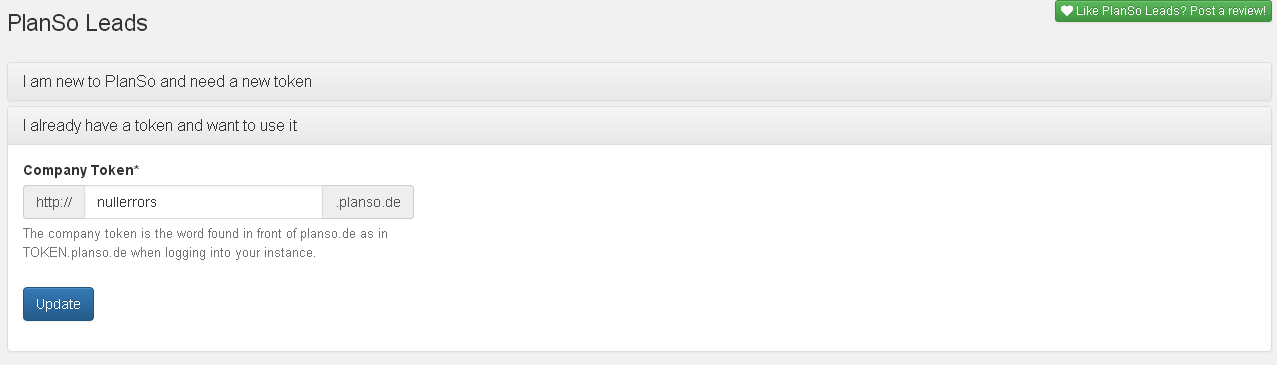 PlanSo Leads
Like PlanSo Leads? Post a review!
I am new to PlanSo and need a new token
I already have a token and want to use it
Company Token*
http:// nullerrors .planso.de
The company token is the word found in front of planso.de as in
TOKEN.planso.de when logging into your instance.
Update